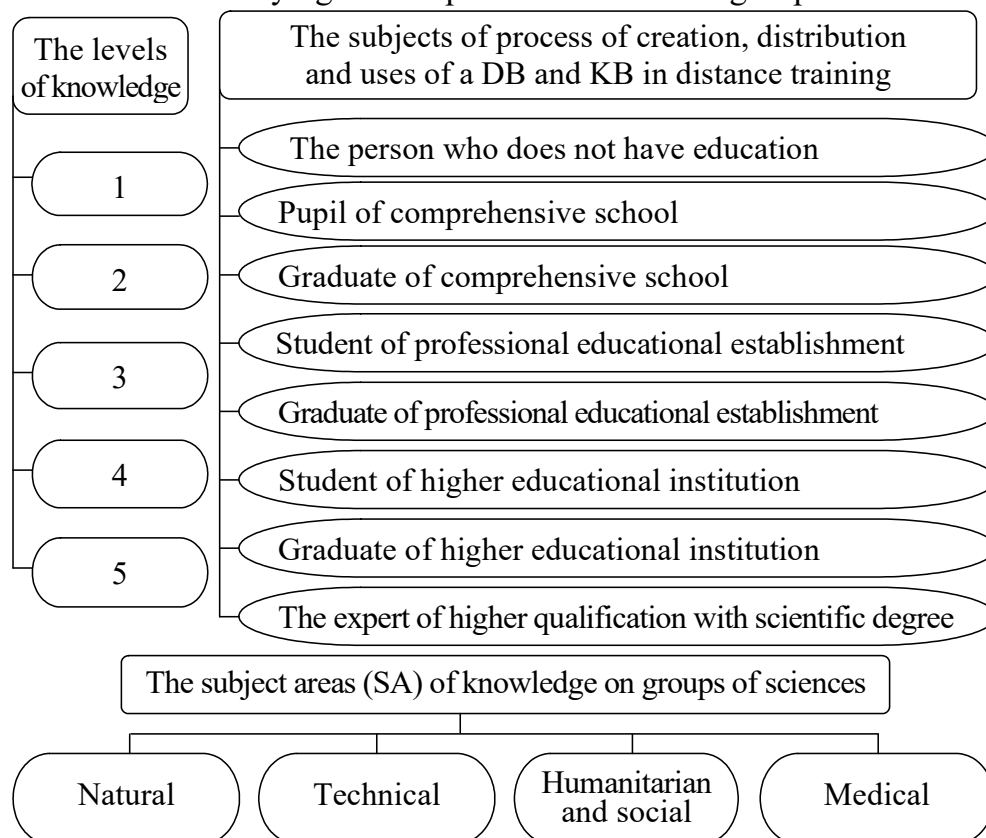 The levels
of knowledge
1
2
3
4
5
The subjects of process of creation, distribution
and uses of a DB and KB in distance training
The person who does not have education
Pupil of comprehensive school
Graduate of comprehensive school
Student of professional educational establishment
Graduate of professional educational establishment
Student of higher educational institution
Graduate of higher educational institution
The expert of higher qualification with scientific degree
The subject areas (SA) of knowledge on groups of sciences
Natural
Technical
Humanitarian
and social
Medical